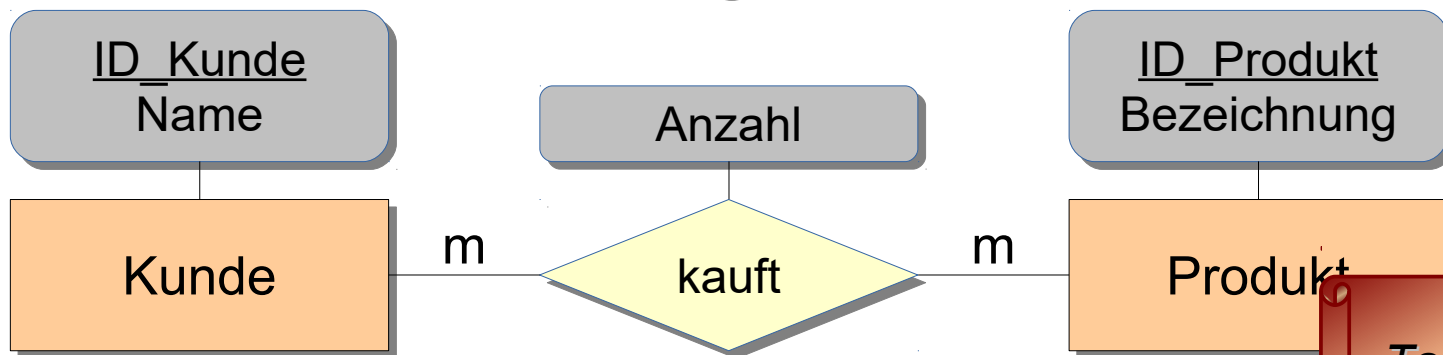 ID_Kunde
Name
Anzahl
ID_Produkt
Bezeichnung
Kunde
m
kauft
m
Produkt